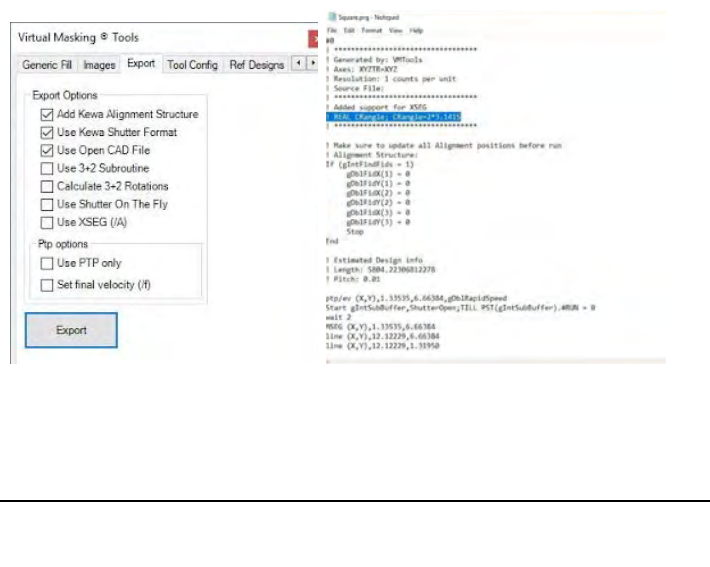 Virtual Masking ® Tools
Generic Fill Images Export Tool Config Ref Designs
Export Options
Add Kewa Alignment Structure
Use Kewa Shutter Format
Use Open CAD File
Use 3+2 Subroutine
Calculate 3+2 Rotations
Use Shutter On The Fly
Use XSEG (/A)
Ptp options
Use PTP only
Set final velocity (/f)
Export
Square.prg - Notepad
File Edit Format View Help
#0
! **********************************
! Generated by: VMTools
! Axes: XYZTR=XYZ
! Resolution: 1 counts per unit
! Source File:
! **********************************
! Added support for XSEG
! REAL CRangle; CRangle=2*3.1415
! **********************************
! Make sure to update all Alignment positions before run
! Alignment Structure:
If (gIntFindFids = 1)
gDblFidX(1) = 0
gDblFidY(1) = 0
gDblFidX(2) = 0
gDblFidY(2) = 0
gDblFidX(3) = 0
gDblFidY(3) = 0
Stop
End
! Estimated Design info
! Length: 5804.22306812278
! Pitch: 0.01
ptp/ev (X,Y),1.33535,6.66384,gDblRapidSpeed
Start gIntSubBuffer,ShutterOpen;TILL PST(gIntSubBuffer).#RUN = 0
wait 2
MSEG (X,Y),1.33535,6.66384
line (X,Y),12.12229,6.66384
line (X,Y),12.12229,1.31950